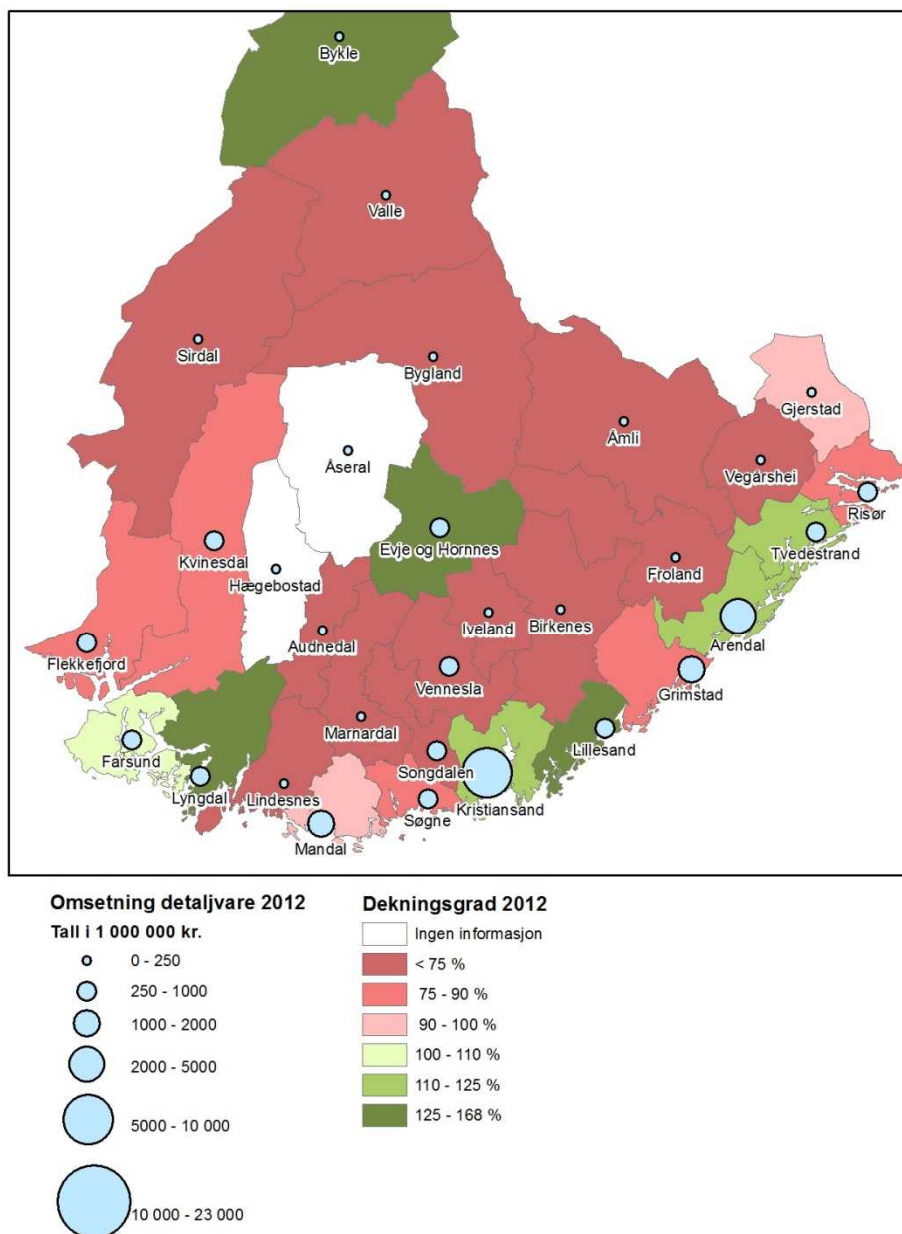 Bykle
Valle
Sirdal
Bygland
Gjerstad
Åmli
Åseral
Vegårshei
Risør
Evje og Hornnes
Kvinesdal
Tvedestrand
Hægebostad
Froland
Iveland
Birkenes
Audnedal
Arendal
Flekkefjord
Vennesla
Grimstad
Marnardal
Lillesand
Farsund
Songdalen
Lyngdal
Lindesnes
Kristiansand
Søgne
Mandal
Omsetning detaljvare 2012
Tall i 1 000 000 kr.
0 - 250
250 - 1000
1000 - 2000
2000 - 5000
5000 - 10 000
10 000 - 23 000
Dekningsgrad 2012
Ingen informasjon
< 75 %
75 - 90 %
90 - 100 %
100 - 110 %
110 - 125 %
125 - 168 %